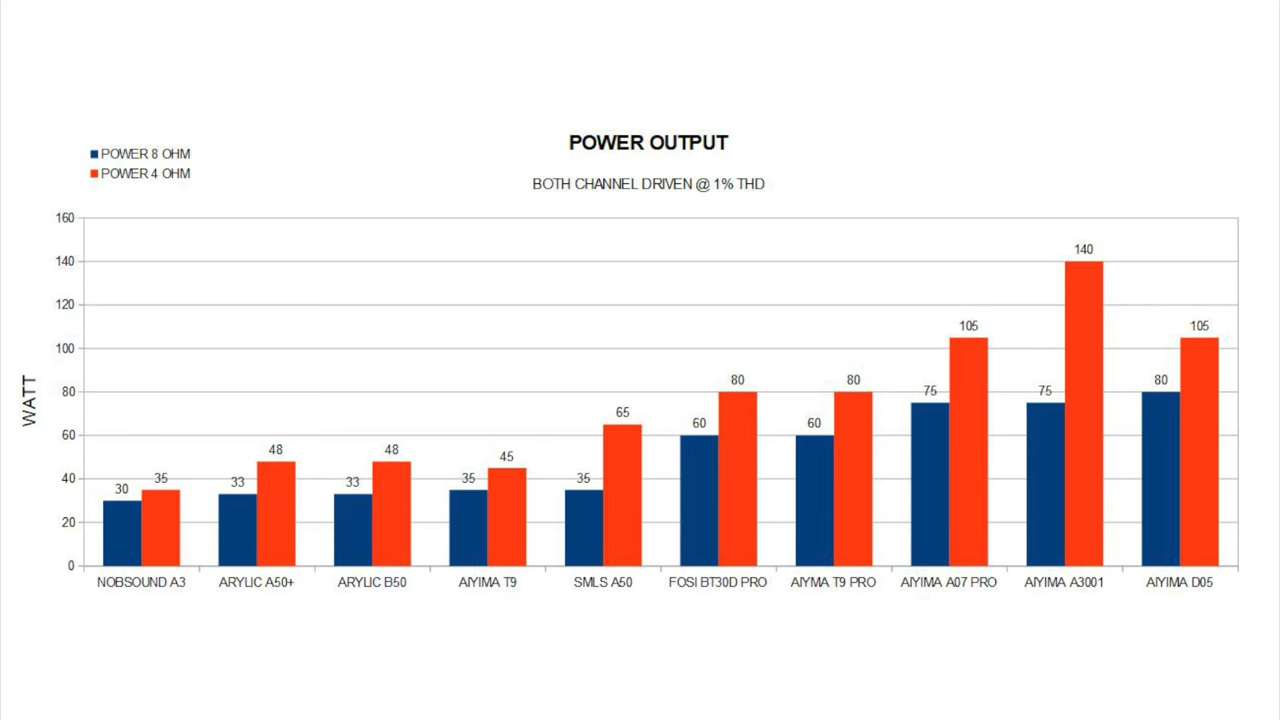 POWER OUTPUT
POWER 8 OHM
POWER 4 OHM
BOTH CHANNEL DRIVEN @ 1% THD
WATT
160
140
120
100
80
60
40
20
0
30 35
33 48
33 48
35 45
35 65
60 80
60 80
75 105
75 140
80 105
NOBSOUND A3
ARYLIC A50+
ARYLIC B50
AIYIMA T9
SMLS A50
FOSI BT30D PRO
AIYMA T9 PRO
AIYIMA A07 PRO
AIYIMA A3001
AIYIMA D05